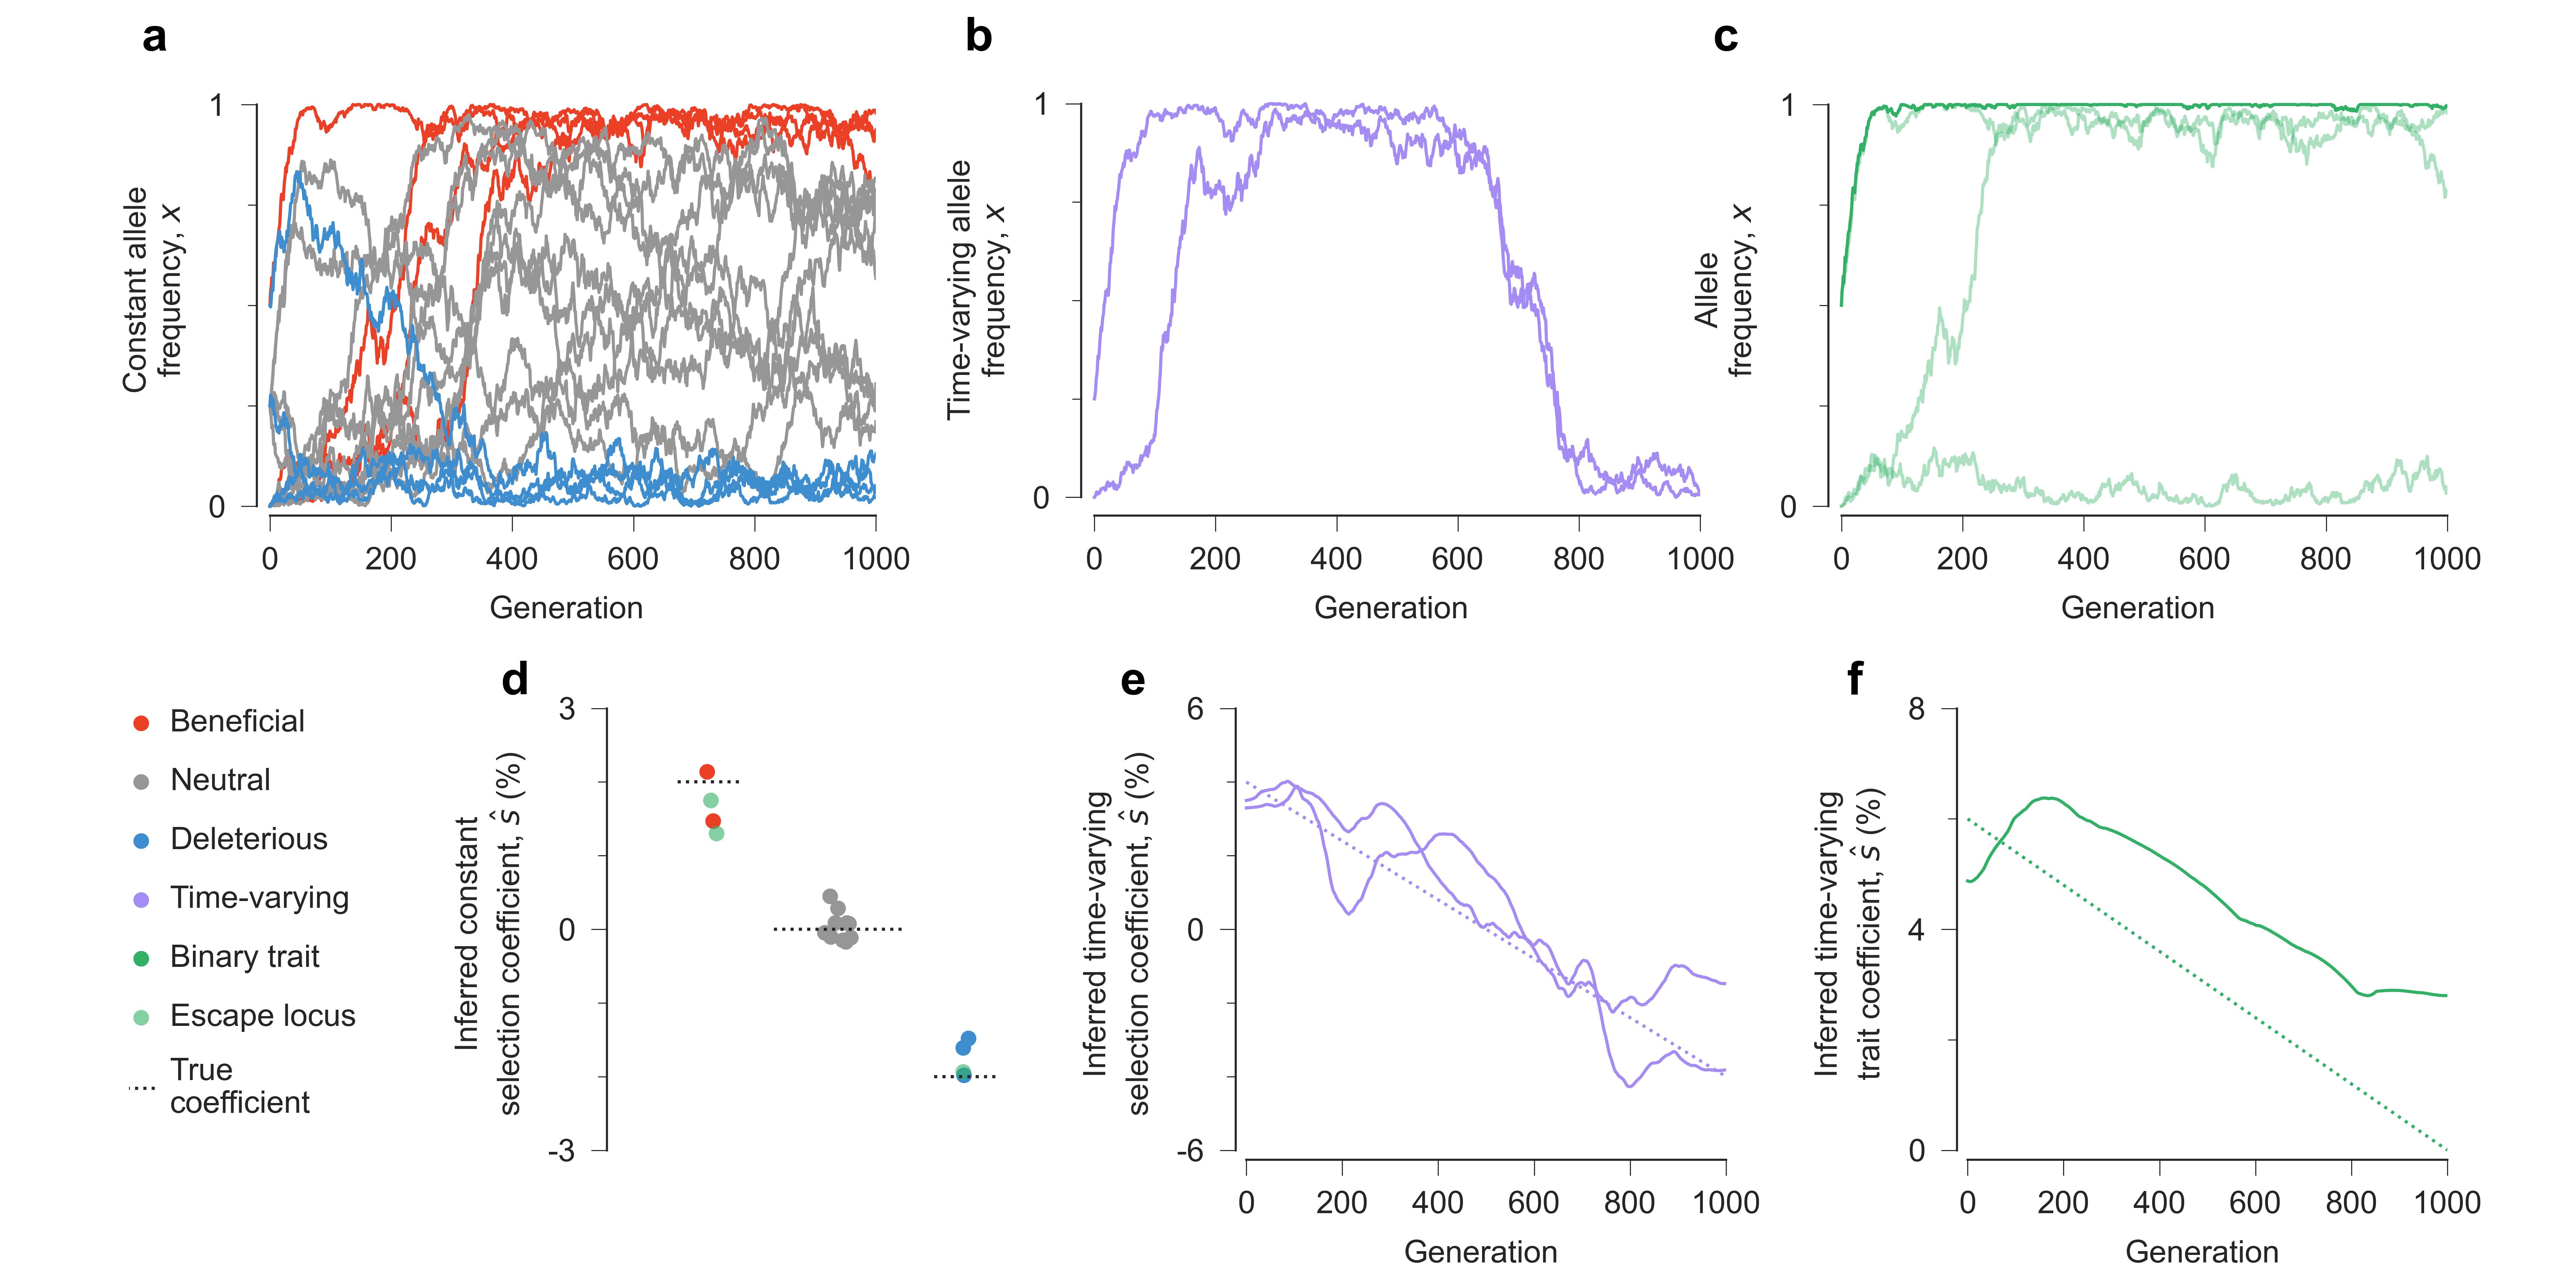 a
Constant allele
frequency, x
1
0
0 200 400 600 800 1000
Generation
b
Time-varying allele
frequency, x
1
0
0 200 400 600 800 1000
Generation
c
Allele
frequency, x
1
0
0 200 400 600 800 1000
Generation
Beneficial
Neutral
Deleterious
Time-varying
Binary trait
Escape locus
True
coefficient
d
Inferred constant
selection coefficient, ŝ (%)
3
0
-3
e
Inferred time-varying
selection coefficient, ŝ (%)
6
0
-6
0 200 400 600 800 1000
Generation
f
Inferred time-varying
trait coefficient, ŝ (%)
8
4
0
0 200 400 600 800 1000
Generation